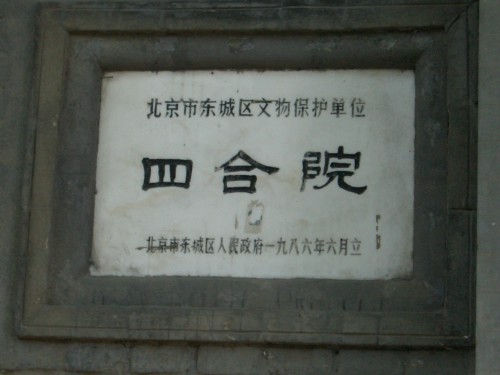 北京市东城区文物保护单位
四合院
北京市东城区人民政府一九八六年六月立